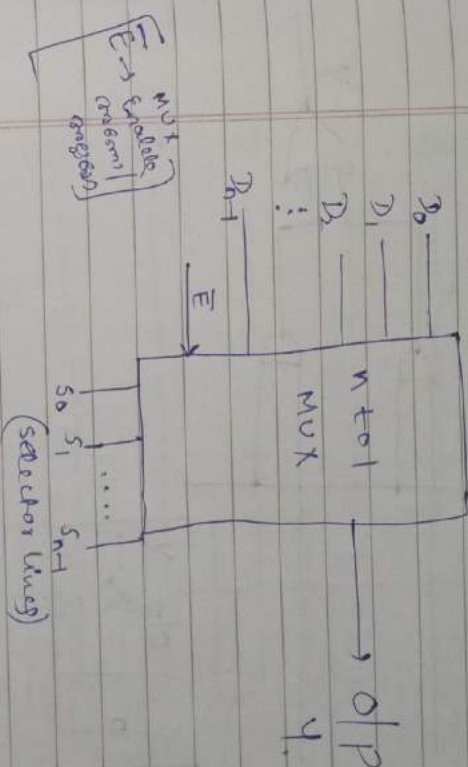 D₀
D₁
D₂
⋮
Dₙ₋₁
E̅
n to 1
MUX
O/P
Y.
S₀ S₁ ..... Sₙ₋₁
(selector lines)
MUX
E → Enable